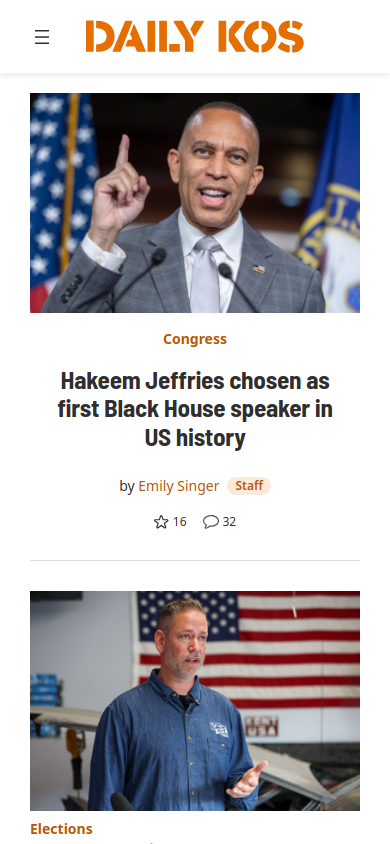 DAILY KOS
U.S.
Congress
Hakeem Jeffries chosen as
first Black House speaker in
US history
by Emily Singer Staff
16 32
Elections